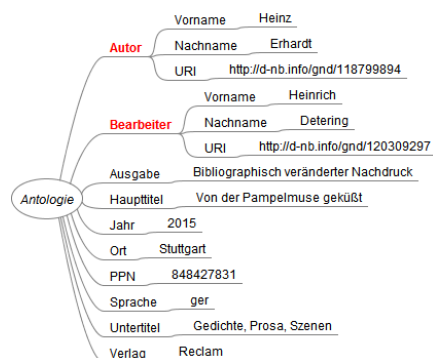 Vorname Heinz
Autor Nachname Erhardt
URI http://d-nb.info/gnd/118799894
Vorname Heinrich
Bearbeiter Nachname Detering
URI http://d-nb.info/gnd/120309297
Ausgabe Bibliographisch veränderter Nachdruck
Antologie
Haupttitel Von der Pampelmuse geküßt
Jahr 2015
Ort Stuttgart
PPN 848427831
Sprache ger
Untertitel Gedichte, Prosa, Szenen
Verlag Reclam